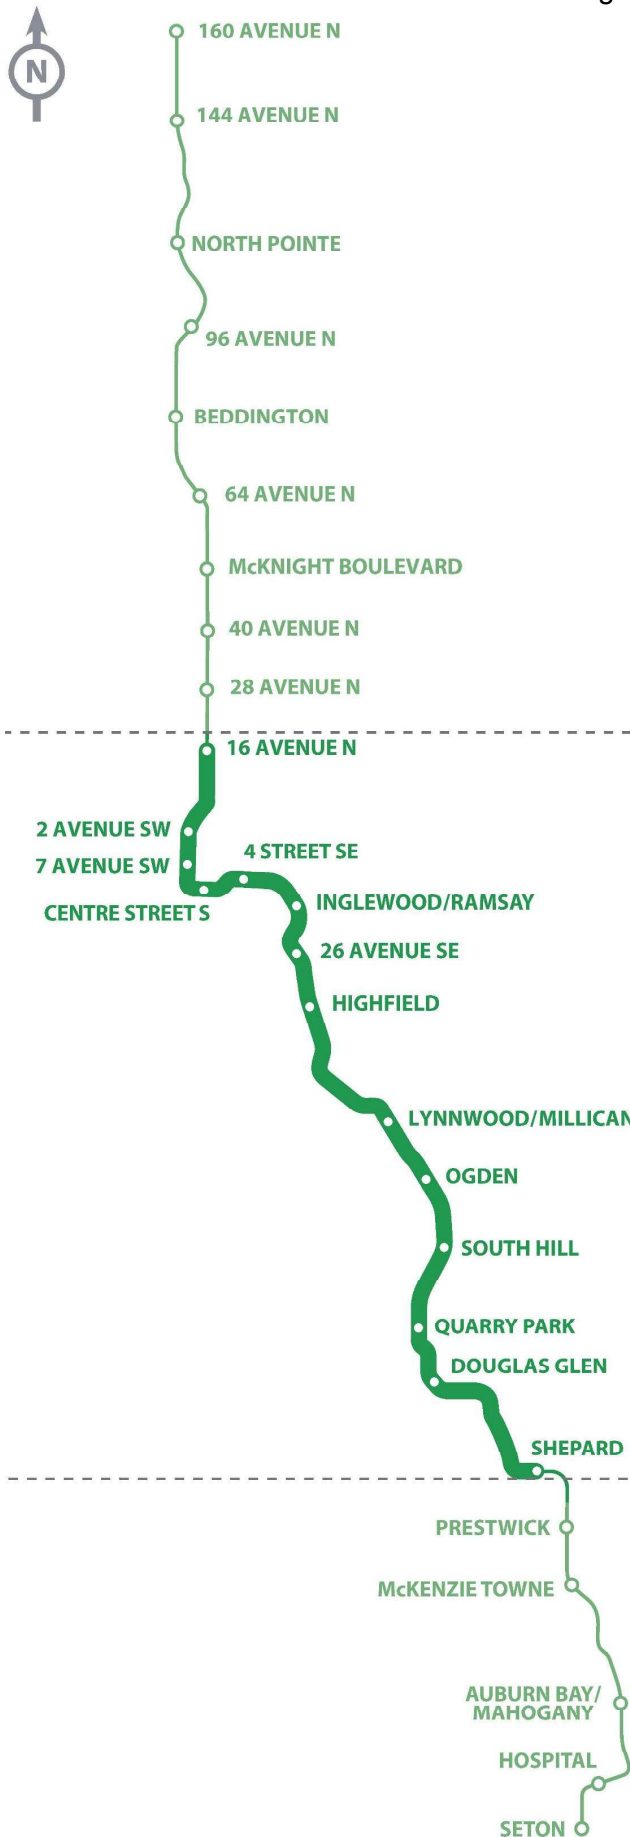 N
160 AVENUE N
144 AVENUE N
NORTH POINTE
96 AVENUE N
BEDDINGTON
64 AVENUE N
McKNIGHT BOULEVARD
40 AVENUE N
28 AVENUE N
16 AVENUE N
2 AVENUE SW
4 STREET SE
7 AVENUE SW
INGLEWOOD/RAMSAY
CENTRE STREET S
26 AVENUE SE
HIGHFIELD
LYNNWOOD/MILLICAN
OGDEN
SOUTH HILL
QUARRY PARK
DOUGLAS GLEN
SHEPARD
PRESTWICK
McKENZIE TOWNE
AUBURN BAY/
MAHOGANY
HOSPITAL
SETON